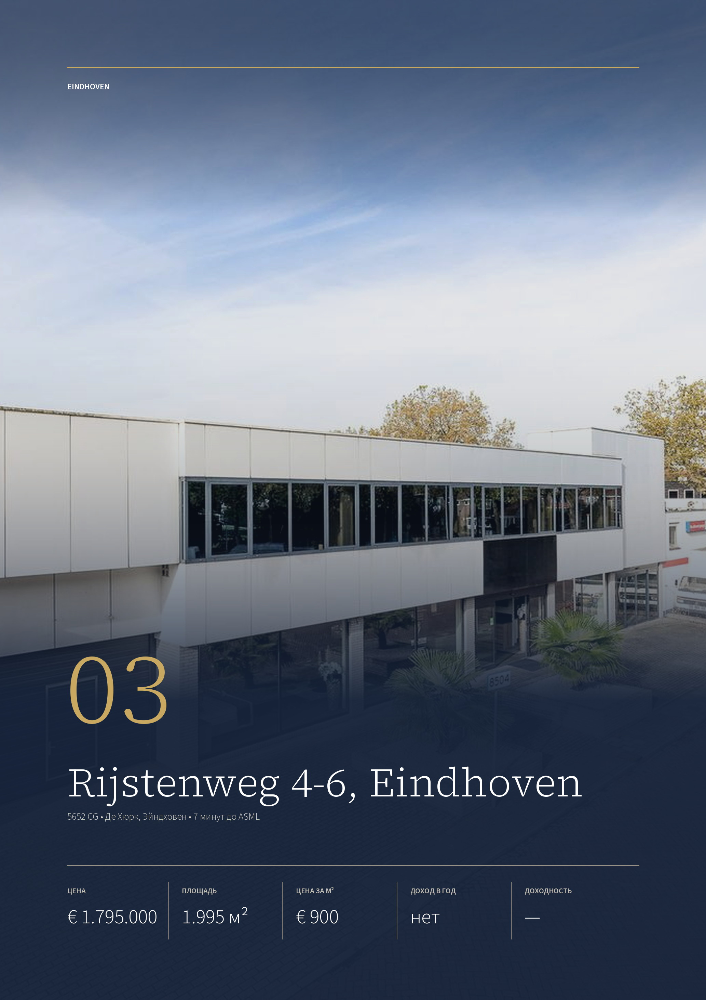 EINDHOVEN
8504
03
Rijstenweg 4-6, Eindhoven
5652 CG • Де Хюрк, Эйндховен • 7 минут до ASML
ЦЕНА
€ 1.795.000
ПЛОЩАДЬ
1.995 м²
ЦЕНА ЗА М²
€ 900
ДОХОД В ГОД
нет
ДОХОДНОСТЬ
—